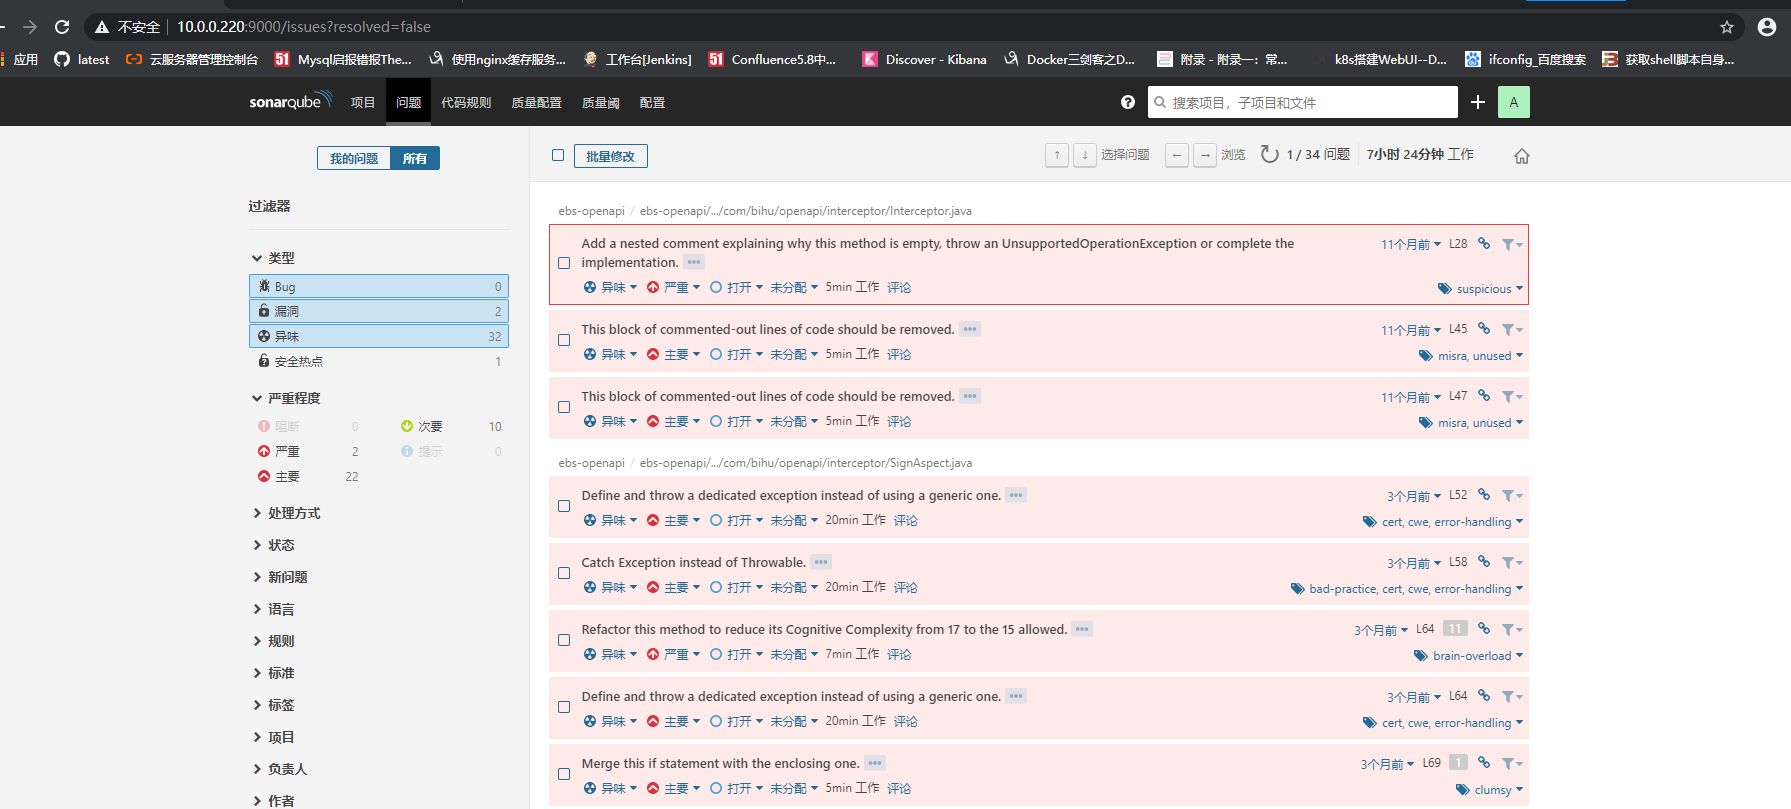 不安全 10.0.0.220:9000/issues?resolved=false
应用 latest 云服务器管理控制台 51 Mysql启报错报The... 使用nginx缓存服务... 工作台[Jenkins] 51 Confluence5.8中... Discover - Kibana Docker三剑客之D... 附录 - 附录一：常... k8s搭建WebUI--D... ifconfig_百度搜索 获取shell脚本自身...
sonarqube 项目 问题 代码规则 质量配置 质量阈 配置 搜索项目，子项目和文件 A
我的问题 所有
批量修改 ↑ ↓ 选择问题 ← → 浏览 1 / 34 问题 7小时 24分钟 工作
过滤器
类型
Bug 0
漏洞 2
异味 32
安全热点 1
严重程度
阻断 0 次要 10
严重 2 提示 0
主要 22
处理方式
状态
新问题
语言
规则
标准
标签
项目
负责人
作者
ebs-openapi / ebs-openapi/.../com/bihu/openapi/interceptor/Interceptor.java
Add a nested comment explaining why this method is empty, throw an UnsupportedOperationException or complete the 11个月前 L28
implementation. •••
异味 严重 打开 未分配 5min 工作 评论 suspicious
This block of commented-out lines of code should be removed. ••• 11个月前 L45
异味 主要 打开 未分配 5min 工作 评论 misra, unused
This block of commented-out lines of code should be removed. ••• 11个月前 L47
异味 主要 打开 未分配 5min 工作 评论 misra, unused
ebs-openapi / ebs-openapi/.../com/bihu/openapi/interceptor/SignAspect.java
Define and throw a dedicated exception instead of using a generic one. ••• 3个月前 L52
异味 主要 打开 未分配 20min 工作 评论 cert, cwe, error-handling
Catch Exception instead of Throwable. ••• 3个月前 L58
异味 主要 打开 未分配 20min 工作 评论 bad-practice, cert, cwe, error-handling
Refactor this method to reduce its Cognitive Complexity from 17 to the 15 allowed. ••• 3个月前 L64 11
异味 严重 打开 未分配 7min 工作 评论 brain-overload
Define and throw a dedicated exception instead of using a generic one. ••• 3个月前 L64
异味 主要 打开 未分配 20min 工作 评论 cert, cwe, error-handling
Merge this if statement with the enclosing one. ••• 3个月前 L69 1
异味 主要 打开 未分配 5min 工作 评论 clumsy